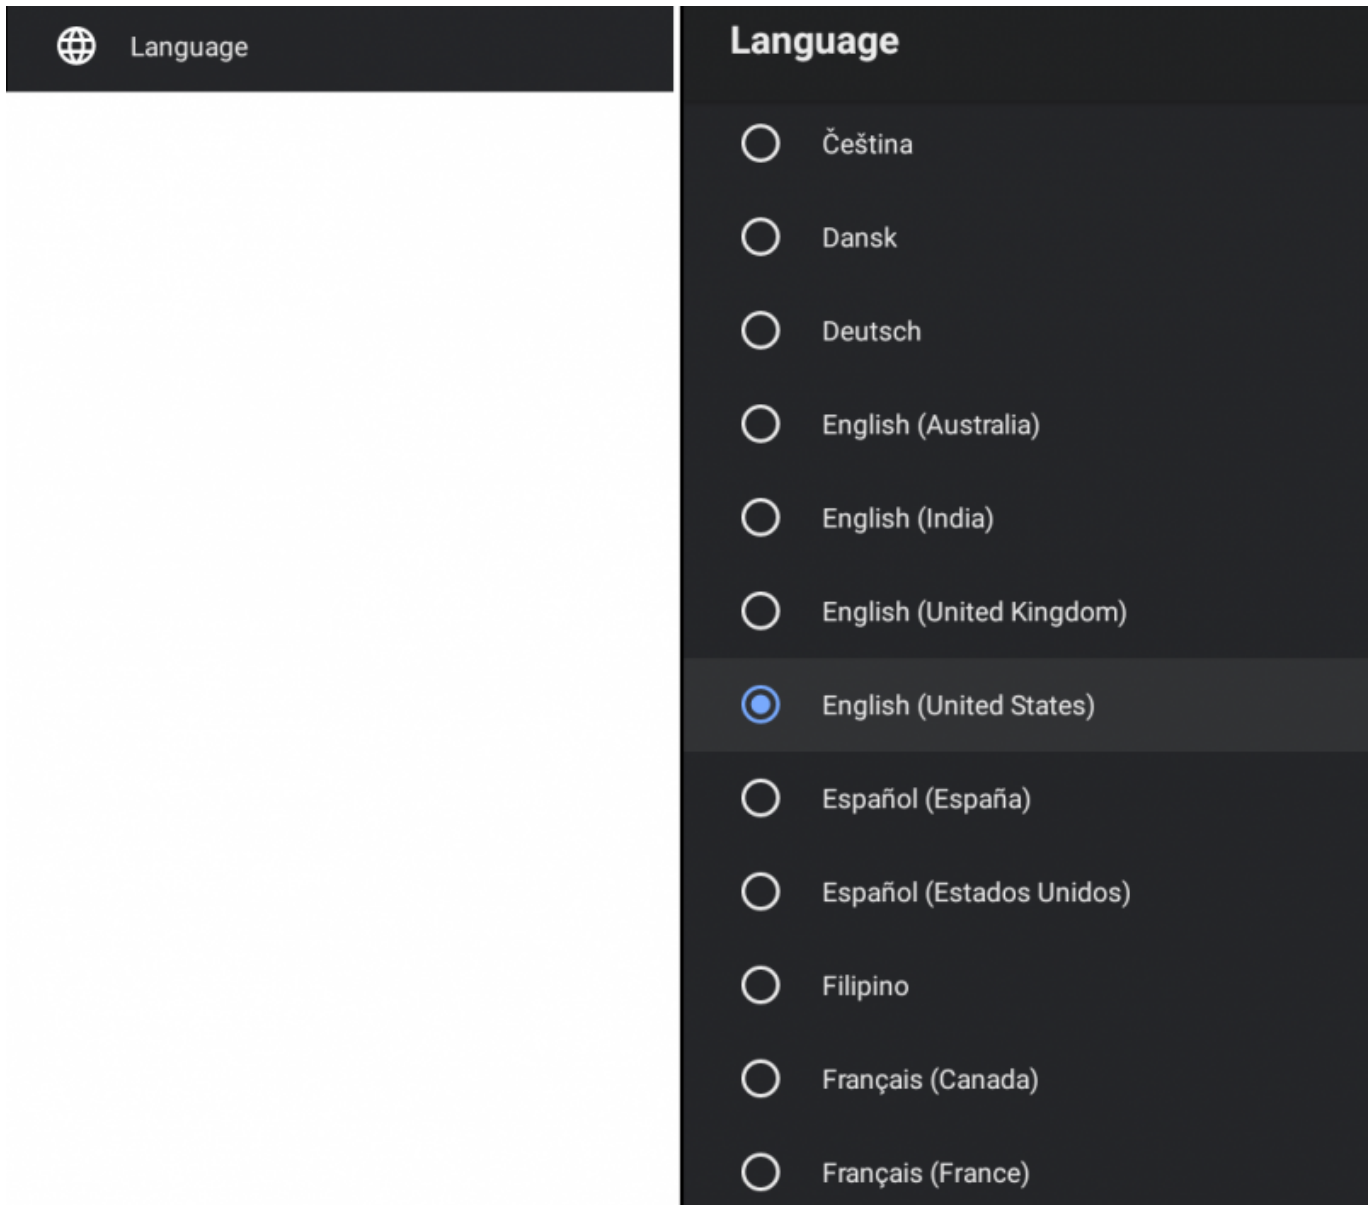 Language
Language
Čeština
Dansk
Deutsch
English (Australia)
English (India)
English (United Kingdom)
English (United States)
Español (España)
Español (Estados Unidos)
Filipino
Français (Canada)
Français (France)